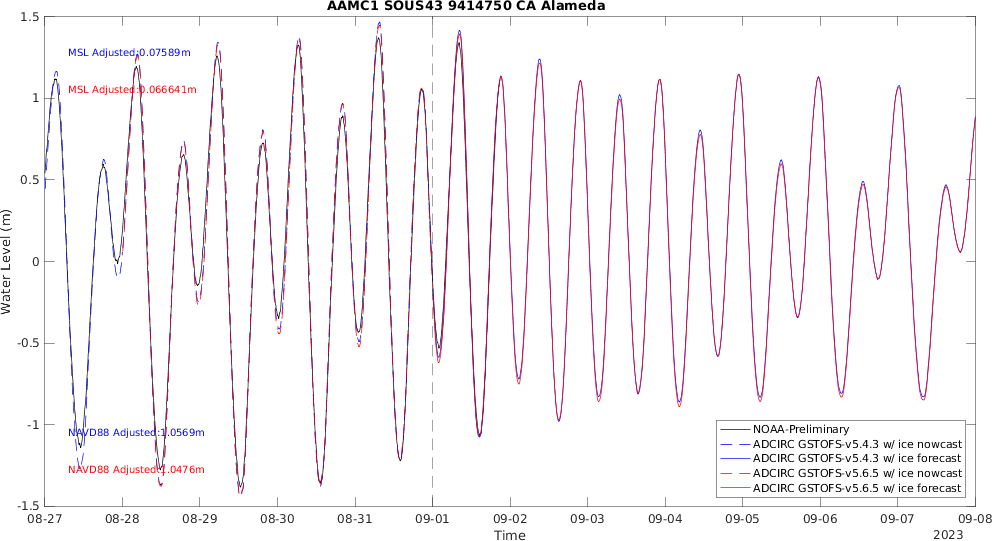 AAMC1 SOUS43 9414750 CA Alameda
1.5
1
0.5
0
-0.5
-1
-1.5
Water Level (m)
MSL Adjusted:0.07589m
MSL Adjusted:0.066641m
NAVD88 Adjusted:1.0569m
NAVD88 Adjusted:1.0476m
NOAA-Preliminary
ADCIRC GSTOFS-v5.4.3 w/ ice nowcast
ADCIRC GSTOFS-v5.4.3 w/ ice forecast
ADCIRC GSTOFS-v5.6.5 w/ ice nowcast
ADCIRC GSTOFS-v5.6.5 w/ ice forecast
08-27 08-28 08-29 08-30 08-31 09-01 09-02 09-03 09-04 09-05 09-06 09-07 09-08
Time
2023